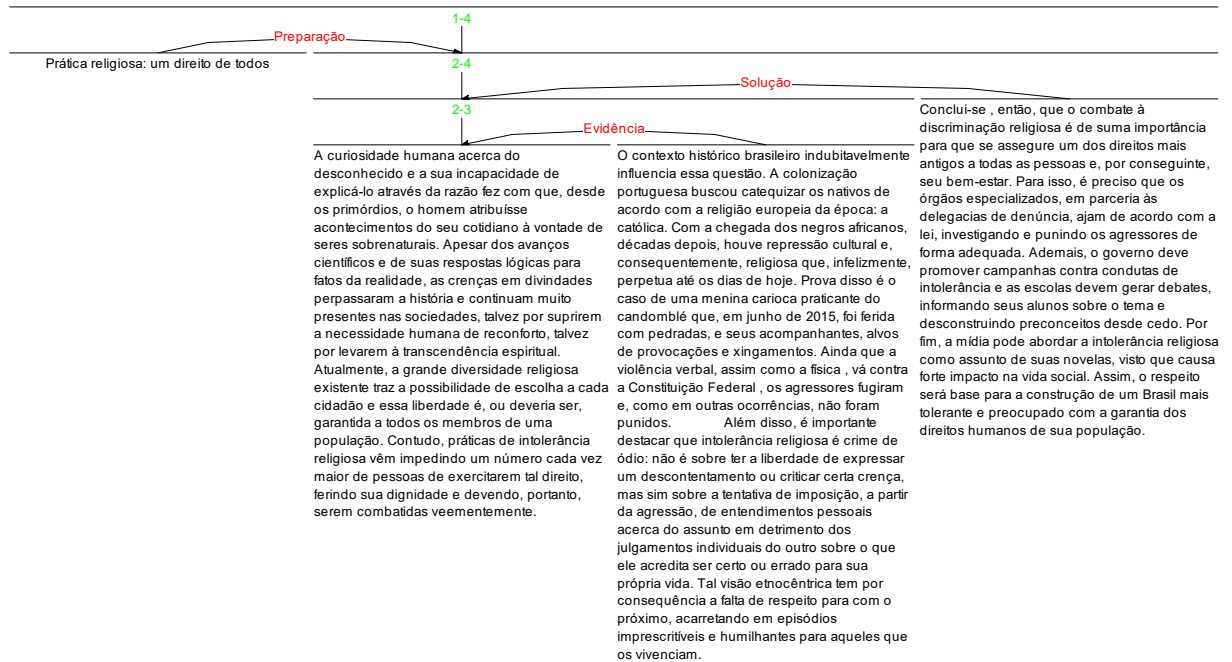 1-4
Preparação
Prática religiosa: um direito de todos
2-4
Solução
2-3
Evidência
A curiosidade humana acerca do
desconhecido e a sua incapacidade de
explicá-lo através da razão fez com que, desde
os primórdios, o homem atribuísse
acontecimentos do seu cotidiano à vontade de
seres sobrenaturais. Apesar dos avanços
científicos e de suas respostas lógicas para
fatos da realidade, as crenças em divindades
perpassaram a história e continuam muito
presentes nas sociedades, talvez por suprirem
a necessidade humana de reconforto, talvez
por levarem à transcendência espiritual.
Atualmente, a grande diversidade religiosa
existente traz a possibilidade de escolha a cada
cidadão e essa liberdade é, ou deveria ser,
garantida a todos os membros de uma
população. Contudo, práticas de intolerância
religiosa vêm impedindo um número cada vez
maior de pessoas de exercitarem tal direito,
ferindo sua dignidade e devendo, portanto,
serem combatidas veementemente.
O contexto histórico brasileiro indubitavelmente
influencia essa questão. A colonização
portuguesa buscou catequizar os nativos de
acordo com a religião europeia da época: a
católica. Com a chegada dos negros africanos,
décadas depois, houve repressão cultural e,
consequentemente, religiosa que, infelizmente,
perpetua até os dias de hoje. Prova disso é o
caso de uma menina carioca praticante do
candomblé que, em junho de 2015, foi ferida
com pedradas, e seus acompanhantes, alvos
de provocações e xingamentos. Ainda que a
violência verbal, assim como a física , vá contra
a Constituição Federal , os agressores fugiram
e, como em outras ocorrências, não foram
punidos. Além disso, é importante
destacar que intolerância religiosa é crime de
ódio: não é sobre ter a liberdade de expressar
um descontentamento ou criticar certa crença,
mas sim sobre a tentativa de imposição, a partir
da agressão, de entendimentos pessoais
acerca do assunto em detrimento dos
julgamentos individuais do outro sobre o que
ele acredita ser certo ou errado para sua
própria vida. Tal visão etnocêntrica tem por
consequência a falta de respeito para com o
próximo, acarretando em episódios
imprescritíveis e humilhantes para aqueles que
os vivenciam.
Conclui-se , então, que o combate à
discriminação religiosa é de suma importância
para que se assegure um dos direitos mais
antigos a todas as pessoas e, por conseguinte,
seu bem-estar. Para isso, é preciso que os
órgãos especializados, em parceria às
delegacias de denúncia, ajam de acordo com a
lei, investigando e punindo os agressores de
forma adequada. Ademais, o governo deve
promover campanhas contra condutas de
intolerância e as escolas devem gerar debates,
informando seus alunos sobre o tema e
desconstruindo preconceitos desde cedo. Por
fim, a mídia pode abordar a intolerância religiosa
como assunto de suas novelas, visto que causa
forte impacto na vida social. Assim, o respeito
será base para a construção de um Brasil mais
tolerante e preocupado com a garantia dos
direitos humanos de sua população.